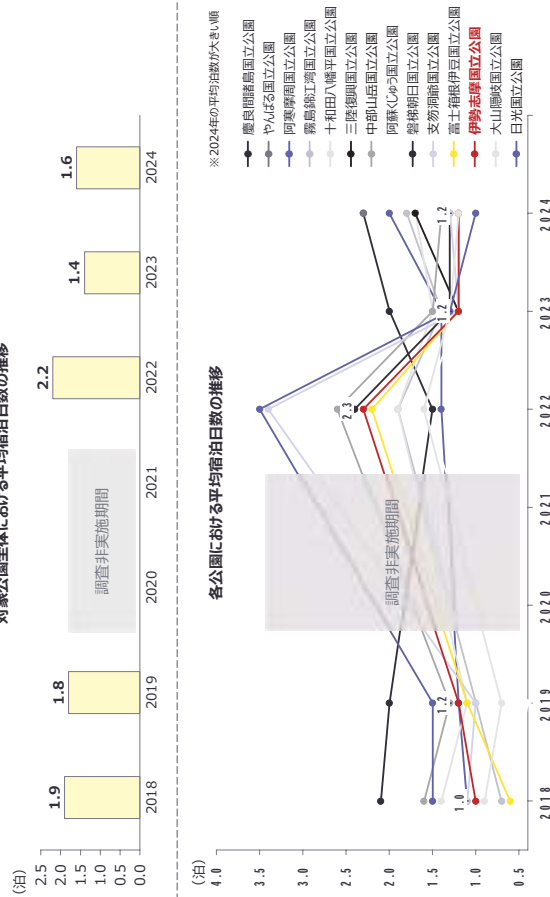 対象公園全体における平均宿泊日数の推移
(泊)
2.5
2.0
1.5
1.0
0.5
0.0
1.9
1.8
2.2
1.4
1.6
調査非実施期間
2018
2019
2020
2021
2022
2023
2024
各公園における平均宿泊日数の推移
※2024年の平均泊数が大きい順
(泊)
4.0
3.5
3.0
2.5
2.0
1.5
1.0
0.5
1.0
1.2
2.3
1.2
1.2
調査非実施期間
2018
2019
2020
2021
2022
2023
2024
慶良間諸島国立公園
やんばる国立公園
阿寒摩周国立公園
霧島錦江湾国立公園
十和田八幡平国立公園
三陸復興国立公園
中部山岳国立公園
阿蘇くじゅう国立公園
磐梯朝日国立公園
支笏洞爺国立公園
富士箱根伊豆国立公園
伊勢志摩国立公園
大山隠岐国立公園
日光国立公園